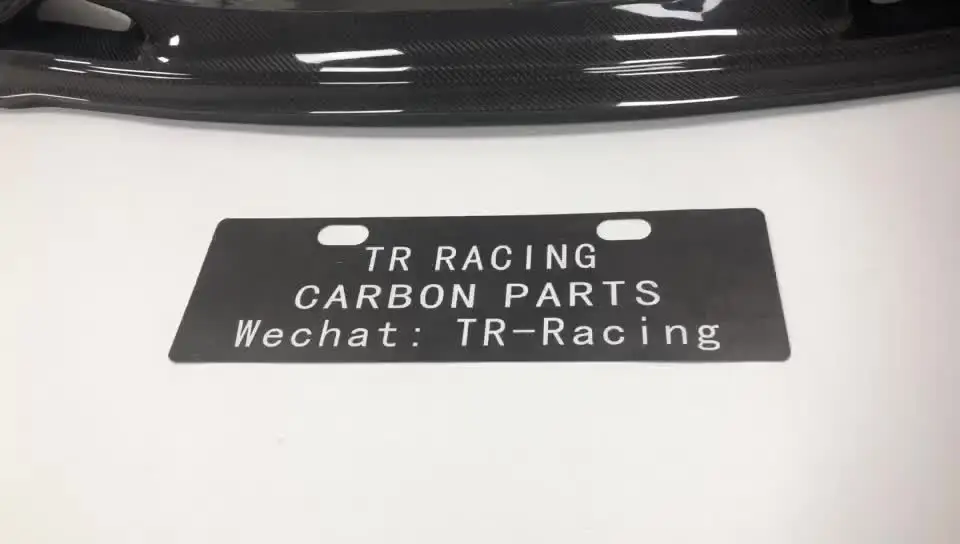 TR RACING
CARBON PARTS
Wechat: TR-Racing